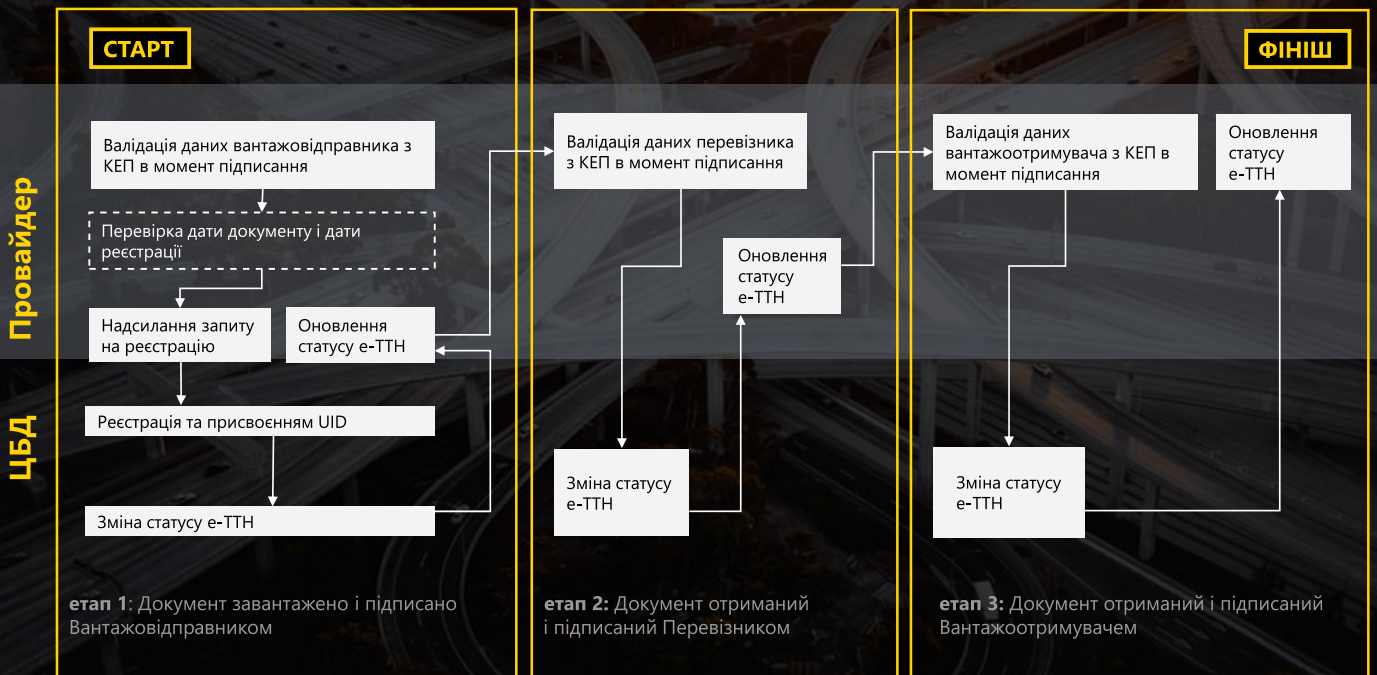 СТАРТ
ФІНІШ
Провайдер
ЦБД
Валідація даних вантажовідправника з
КЕП в момент підписання
Перевірка дати документу і дати
реєстрації
Надсилання запиту
на реєстрацію
Оновлення
статусу е-ТТН
Реєстрація та присвоєнням UID
Зміна статусу е-ТТН
етап 1: Документ завантажено і підписано
Вантажовідправником
Валідація даних перевізника
з КЕП в момент підписання
Оновлення
статусу
е-ТТН
Зміна статусу
е-ТТН
етап 2: Документ отриманий
і підписаний Перевізником
Валідація даних
вантажоотримувача з КЕП в
момент підписання
Оновлення
статусу
е-ТТН
Зміна статусу
е-ТТН
етап 3: Документ отриманий і підписаний
Вантажоотримувачем